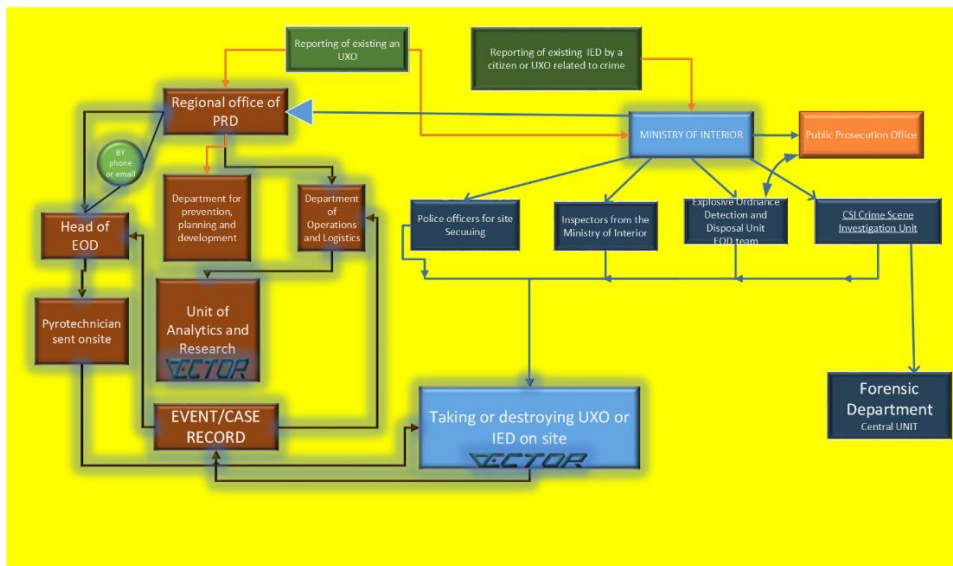 Reporting of existing an
UXO
Reporting of existing IED by a
citizen or UXO related to crime
Regional office of
PRD
MINISTRY OF INTERIOR
Public Prosecution Office
BY
phone
or email
Department for
prevention,
planning and
development
Department
of
Operations
and Logistics
Head of
EOD
Police officers for site
Secuuing
Inspectors from the
Ministry of Interior
Explosive Ordnance
Detection and
Disposal Unit
EOD team
CSI Crime Scene
Investigation Unit
Pyrotechnician
sent onsite
Unit of
Analytics and
Research
VECTOR
EVENT/CASE
RECORD
Taking or destroying UXO or
IED on site
VECTOR
Forensic
Department
Central UNIT